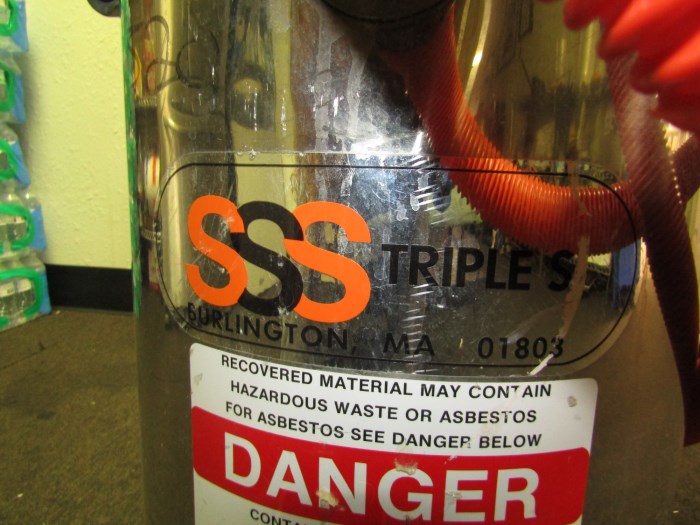 SSS TRIPLE S
BURLINGTON, MA 01803
RECOVERED MATERIAL MAY CONTAIN
HAZARDOUS WASTE OR ASBESTOS
FOR ASBESTOS SEE DANGER BELOW
DANGER